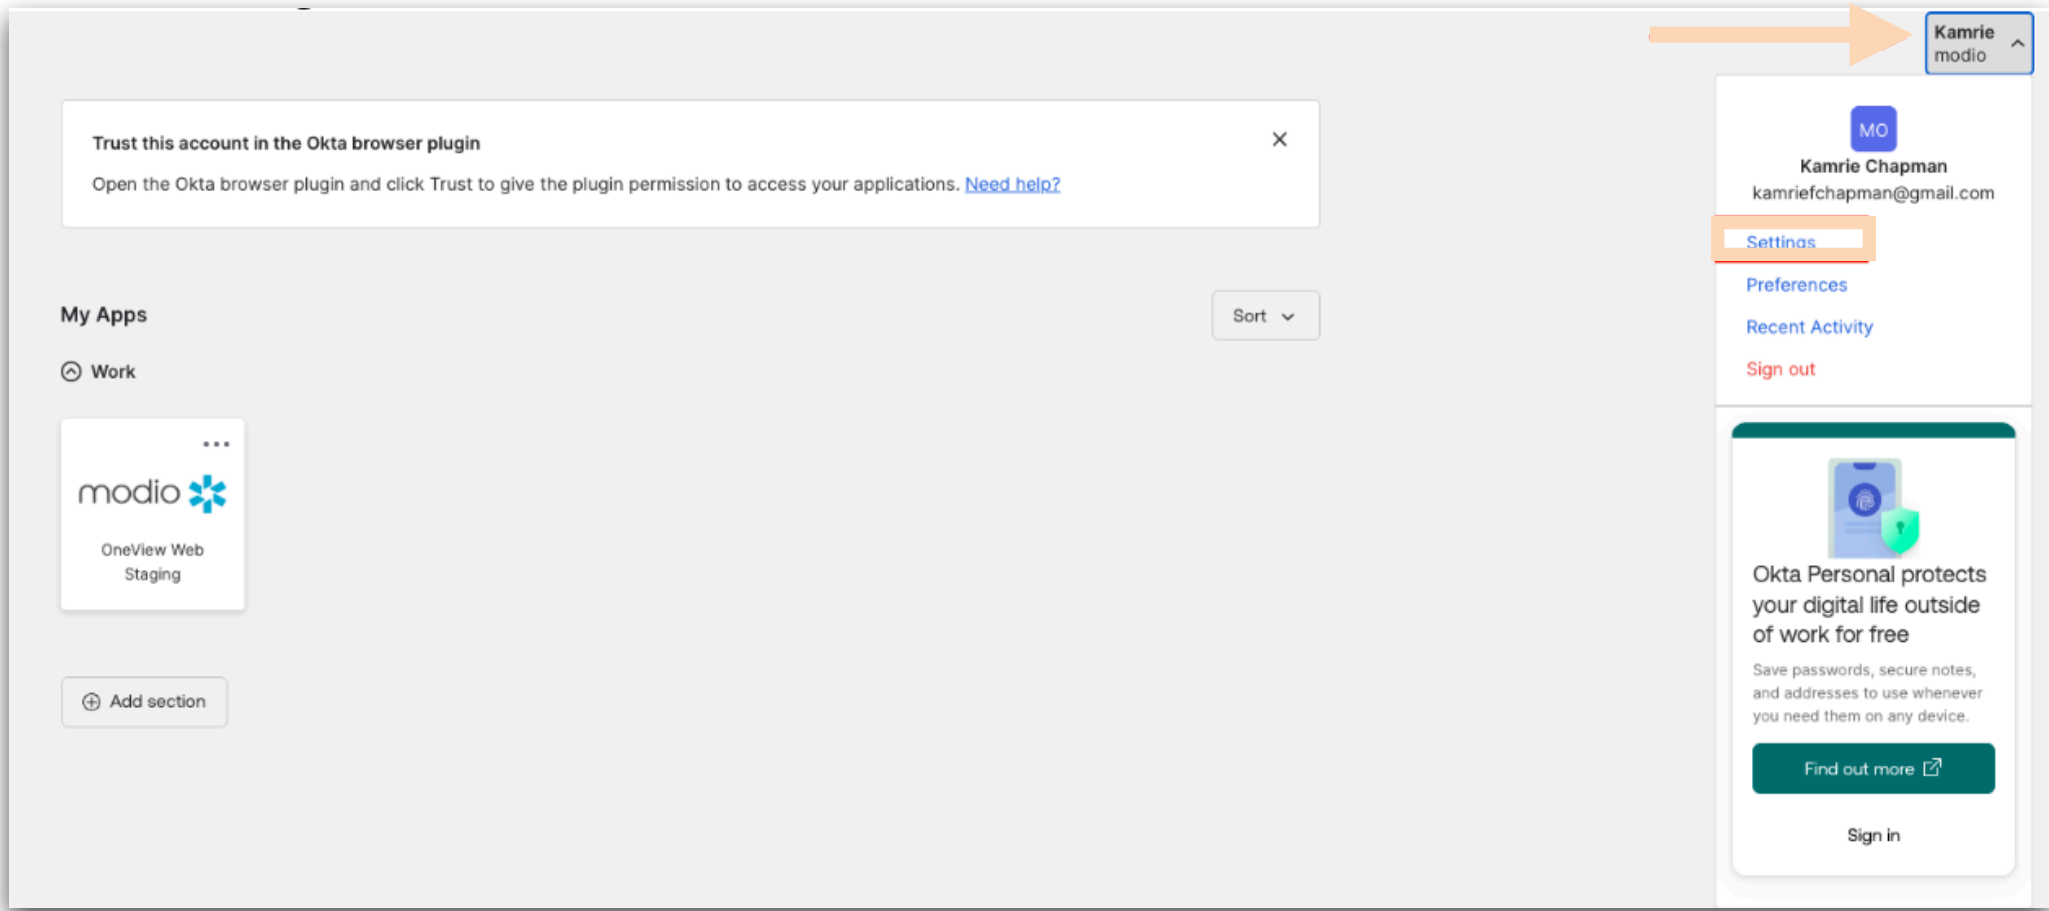 Kamrie
modio
Trust this account in the Okta browser plugin
Open the Okta browser plugin and click Trust to give the plugin permission to access your applications. Need help?
MO
Kamrie Chapman
kamriefchapman@gmail.com
Settings
Preferences
Recent Activity
Sign out
My Apps
Sort
Work
modio
OneView Web
Staging
Add section
Okta Personal protects
your digital life outside
of work for free
Save passwords, secure notes,
and addresses to use whenever
you need them on any device.
Find out more
Sign in